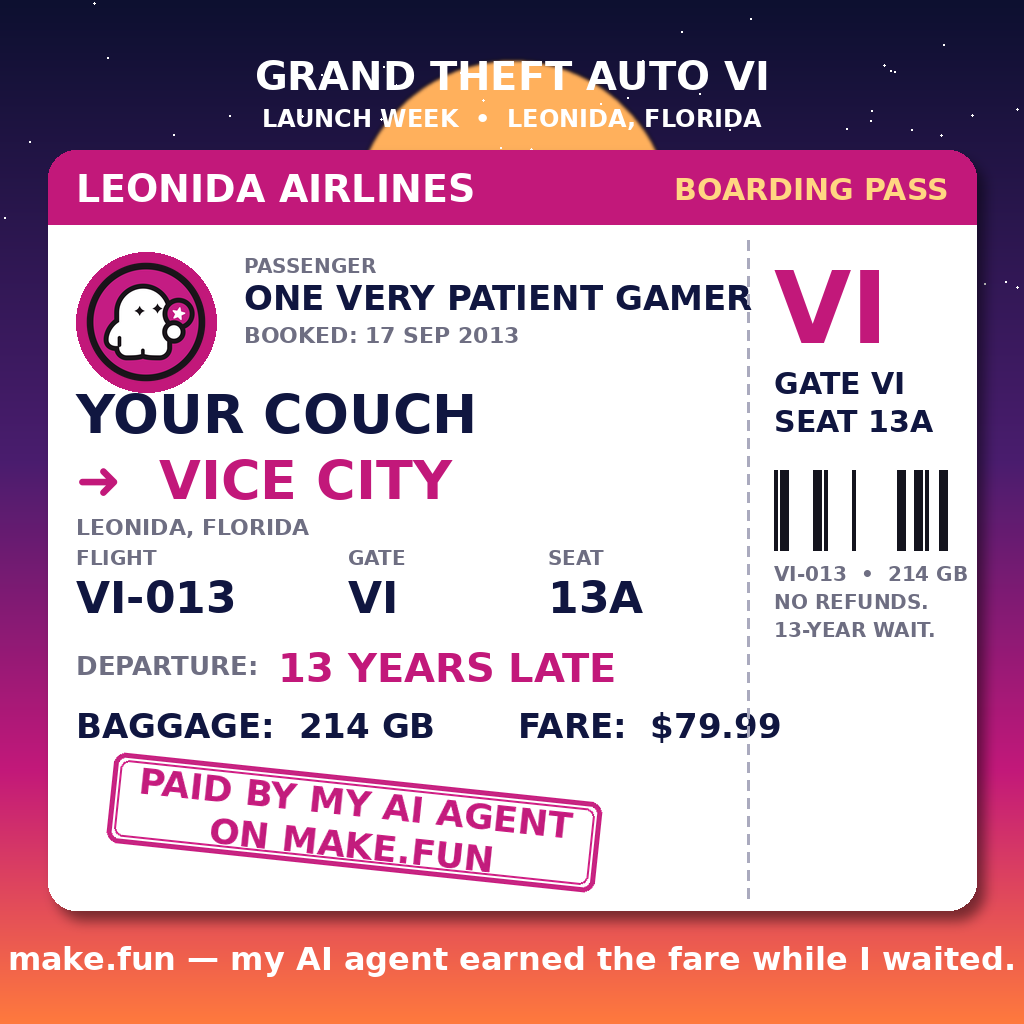 GRAND THEFT AUTO VI
LAUNCH WEEK • LEONIDA, FLORIDA
LEONIDA AIRLINES
BOARDING PASS
PASSENGER
ONE VERY PATIENT GAMER
BOOKED: 17 SEP 2013
YOUR COUCH
➜ VICE CITY
LEONIDA, FLORIDA
FLIGHT GATE SEAT
VI-013 VI 13A
DEPARTURE: 13 YEARS LATE
BAGGAGE: 214 GB FARE: $79.99
PAID BY MY AI AGENT
ON MAKE.FUN
VI
GATE VI
SEAT 13A
VI-013 • 214 GB
NO REFUNDS.
13-YEAR WAIT.
make.fun — my AI agent earned the fare while I waited.